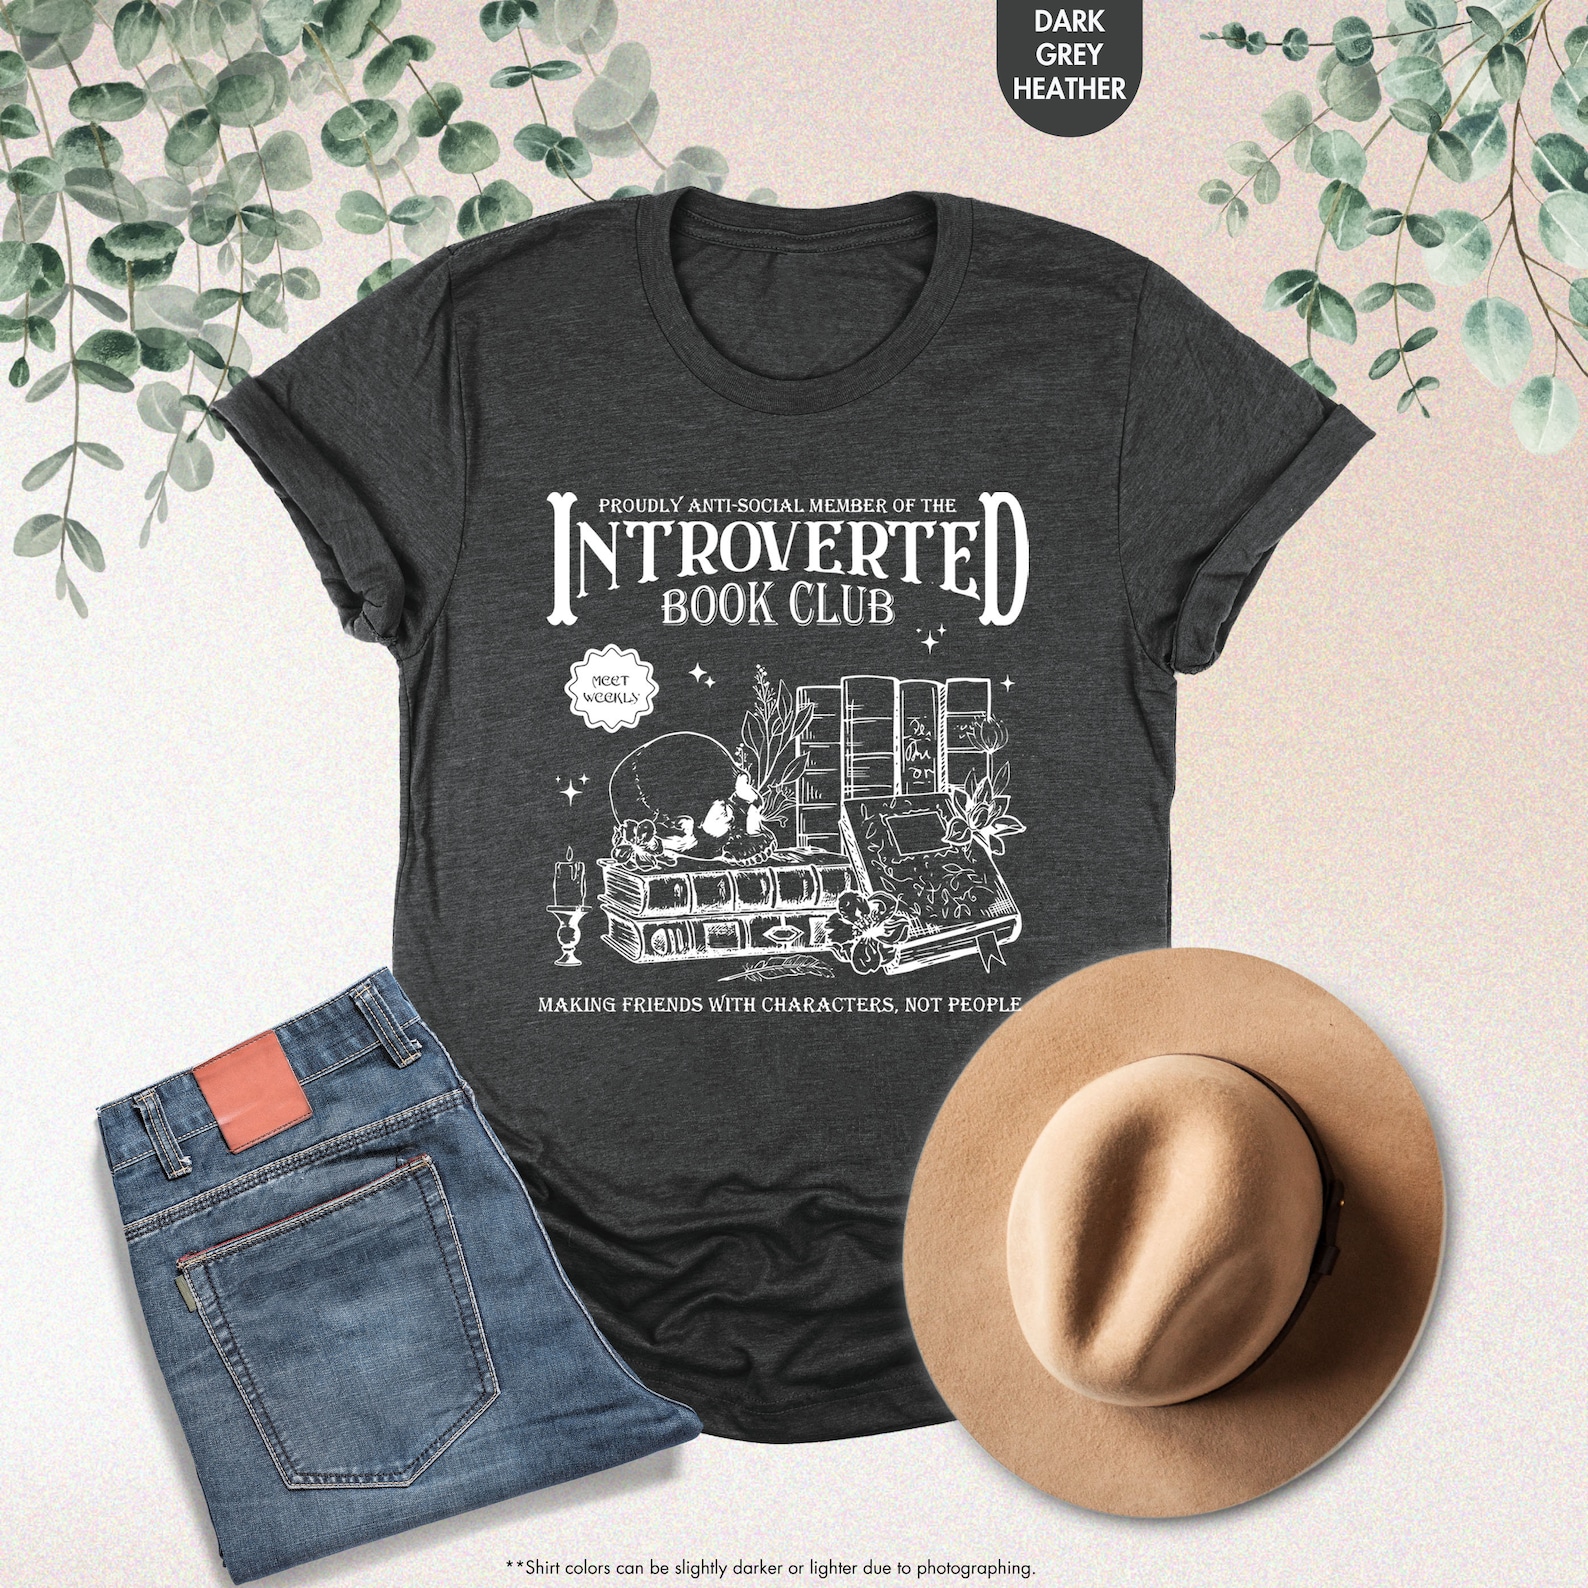 DARK
GREY
HEATHER
PROUDLY ANTI-SOCIAL MEMBER OF THE
INTROVERTED
BOOK CLUB
MEET
WEEKLY
MAKING FRIENDS WITH CHARACTERS, NOT PEOPLE
**Shirt colors can be slightly darker or lighter due to photographing.